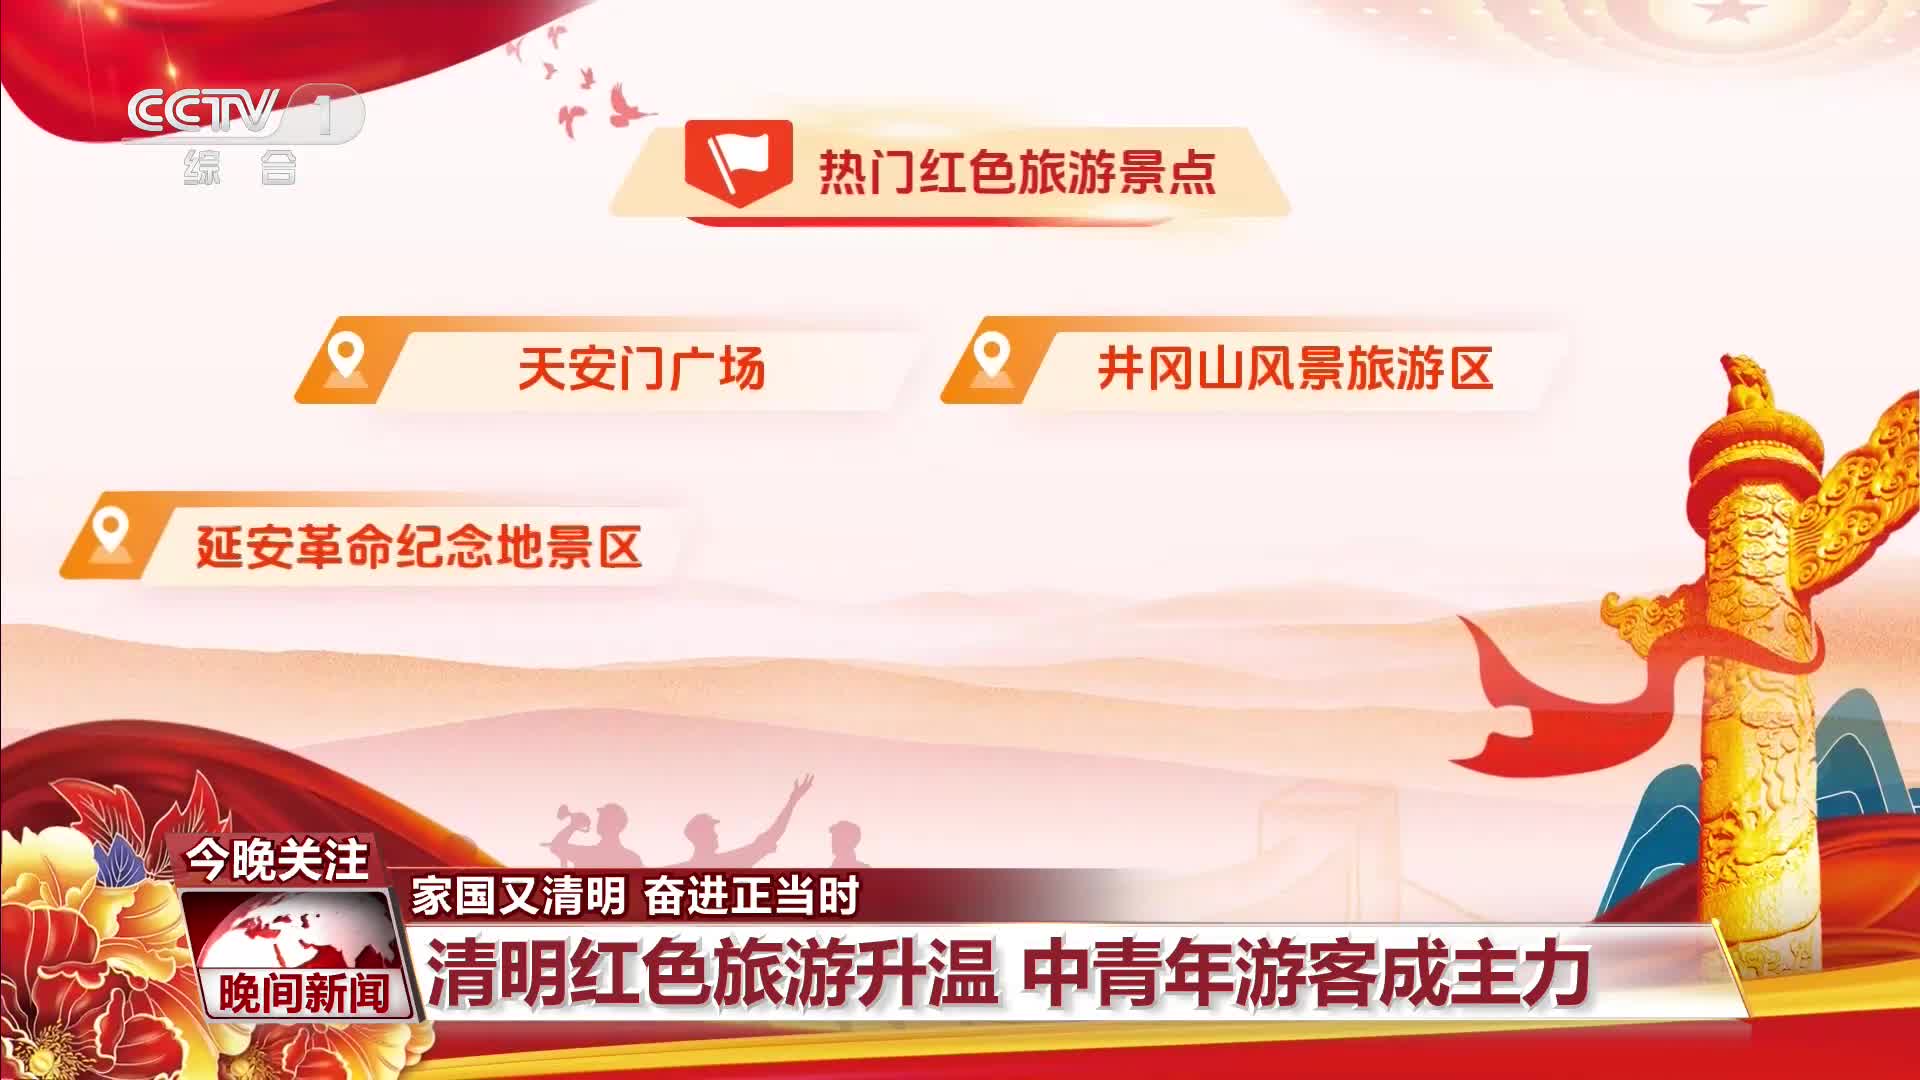 CCTV 1
综 合
热门红色旅游景点
天安门广场
井冈山风景旅游区
延安革命纪念地景区
今晚关注
家国又清明 奋进正当时
晚间新闻
清明红色旅游升温 中青年游客成主力